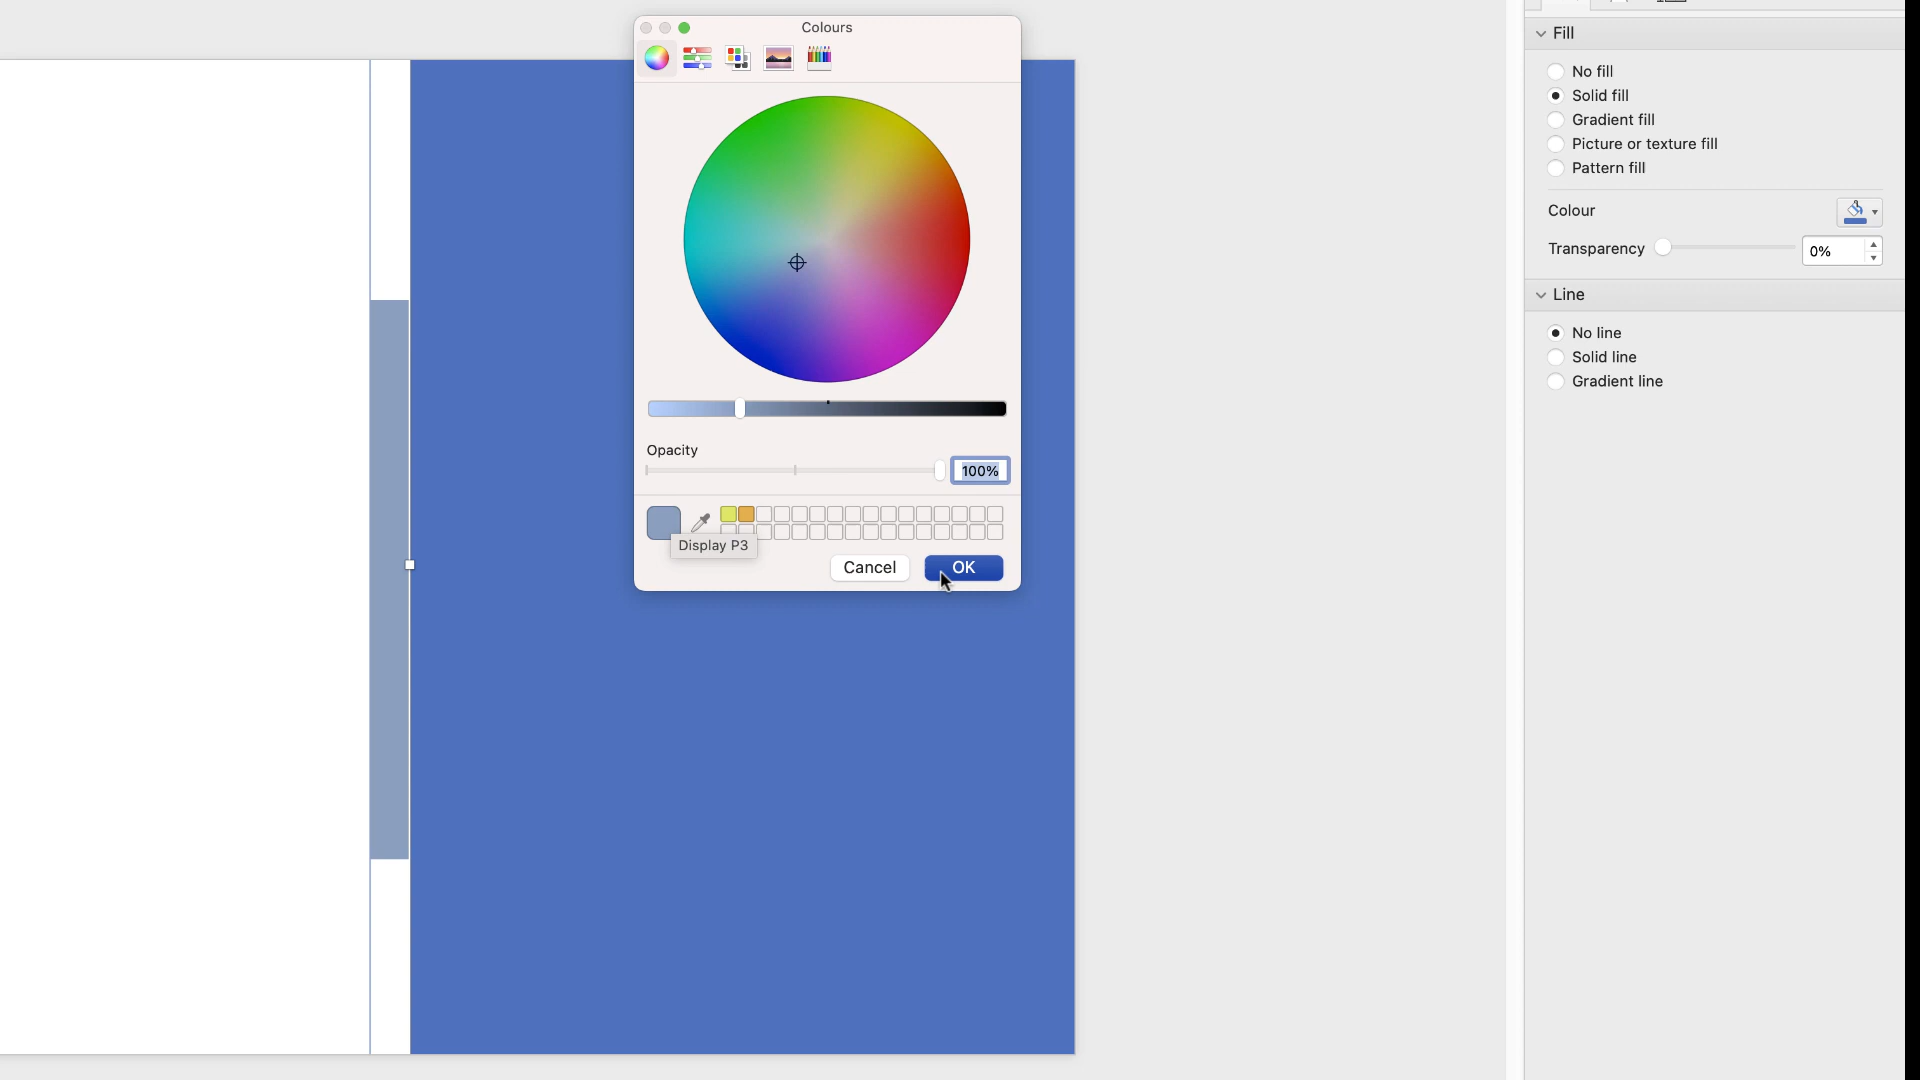 Colours
Opacity
100%
Display P3
Cancel
OK
Fill
No fill
Solid fill
Gradient fill
Picture or texture fill
Pattern fill
Colour
Transparency
0%
Line
No line
Solid line
Gradient line